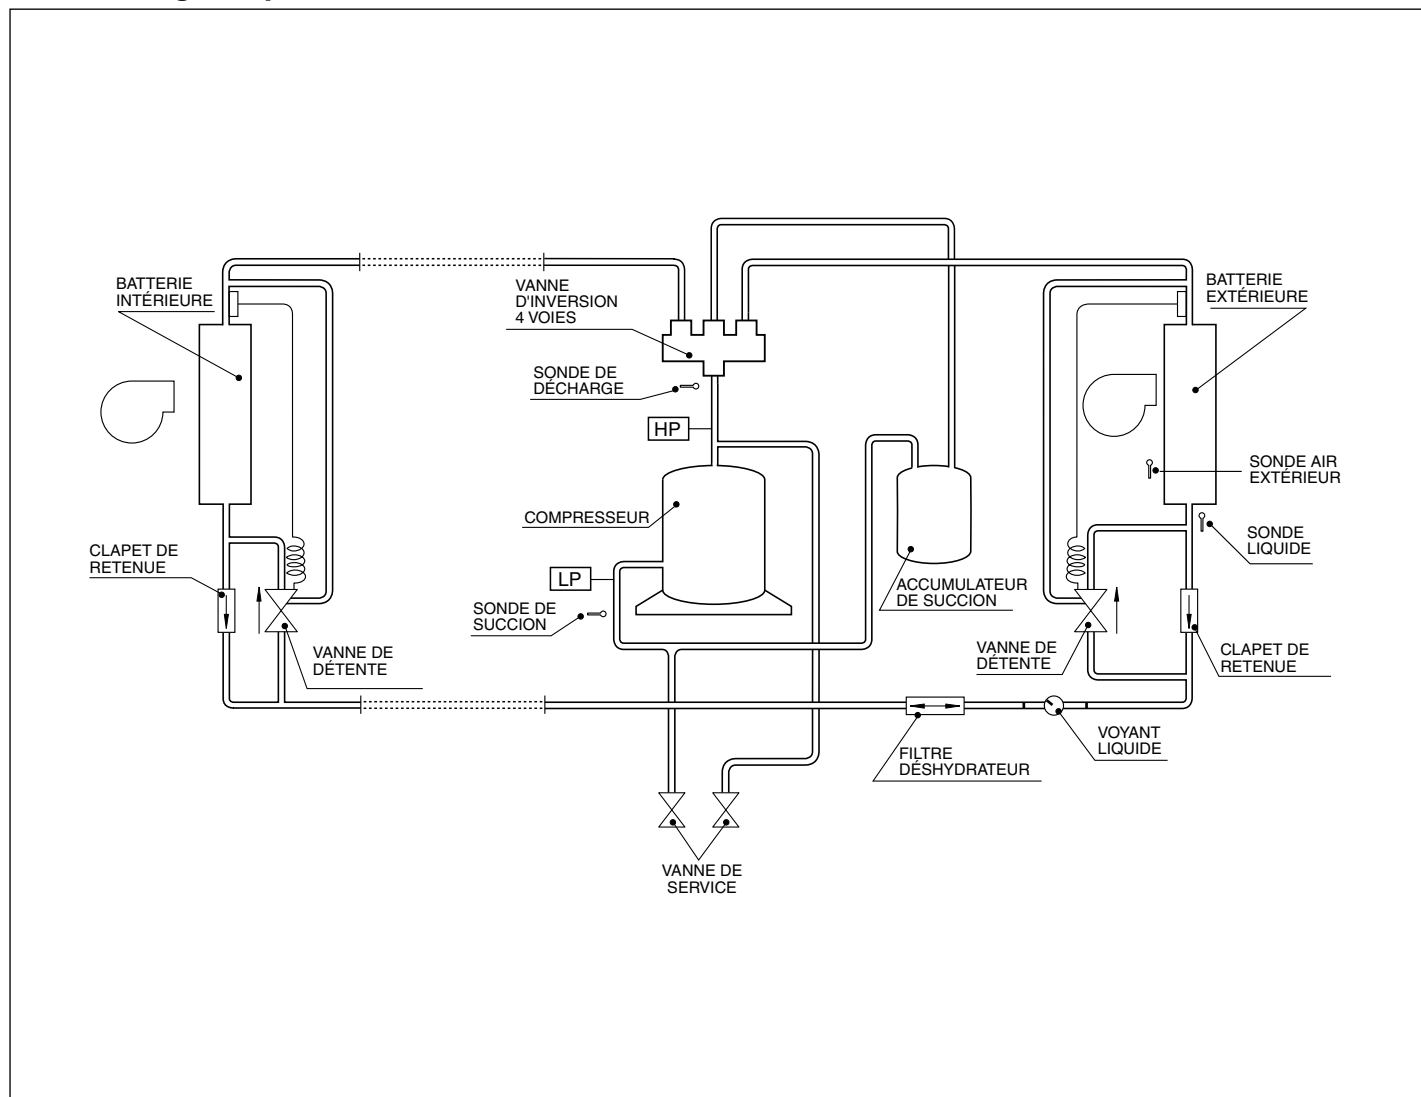 BATTERIE
INTÉRIEURE
VANNE
D'INVERSION
4 VOIES
BATTERIE
EXTÉRIEURE
SONDE DE
DÉCHARGE
HP
SONDE AIR
EXTÉRIEUR
COMPRESSEUR
SONDE
LIQUIDE
CLAPET DE
RETENUE
LP
ACCUMULATEUR
DE SUCCION
SONDE DE
SUCCION
VANNE DE
DÉTENTE
VANNE DE
DÉTENTE
CLAPET DE
RETENUE
VOYANT
LIQUIDE
FILTRE
DÉSHYDRATEUR
VANNE DE
SERVICE